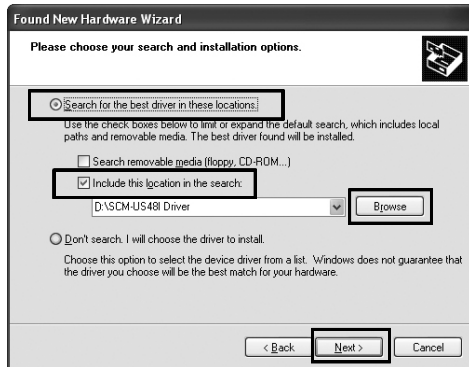 Found New Hardware Wizard
Please choose your search and installation options.
Search for the best driver in these locations.
Use the check boxes below to limit or expand the default search, which includes local
paths and removable media. The best driver found will be installed.
Search removable media (floppy, CD-ROM...)
Include this location in the search:
D:\SCM-US48I Driver
Browse
Don't search. I will choose the driver to install.
Choose this option to select the device driver from a list. Windows does not guarantee that
the driver you choose will be the best match for your hardware.
< Back
Next >
Cancel